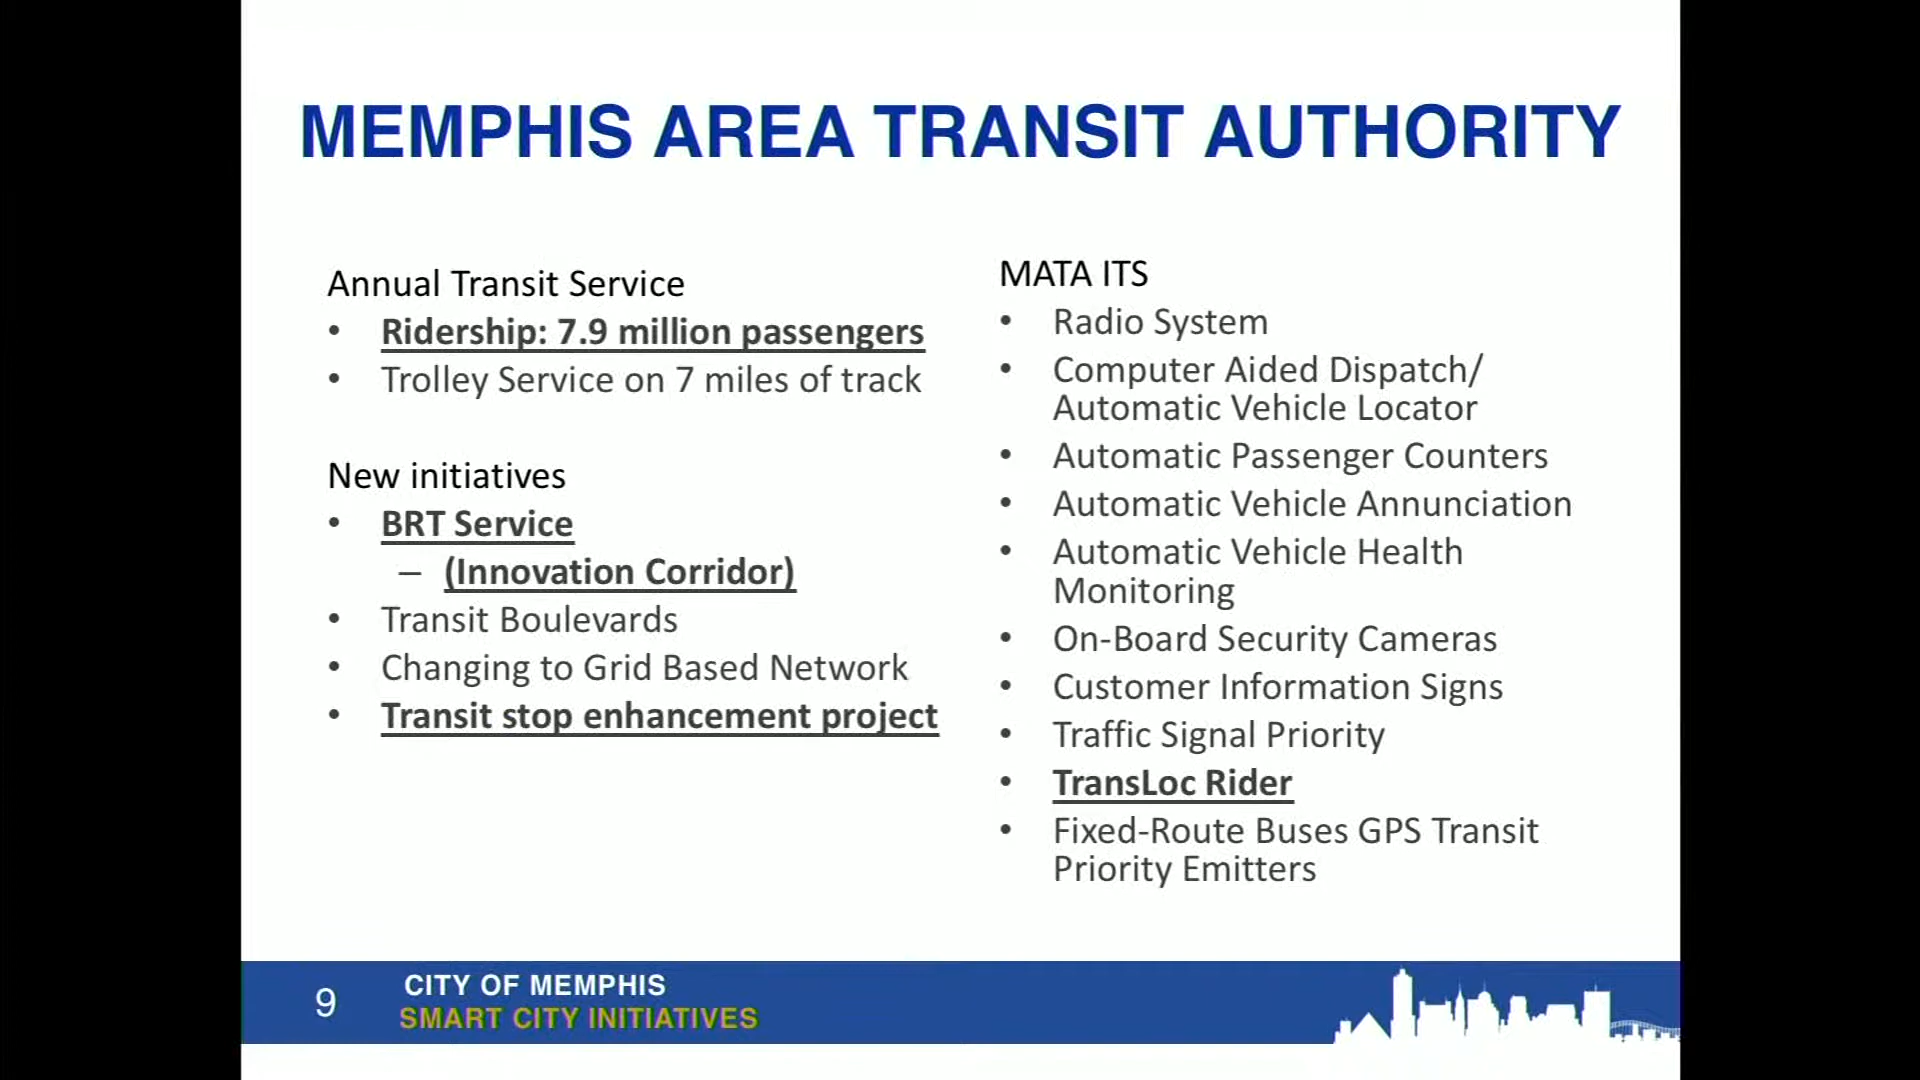 MEMPHIS AREA TRANSIT AUTHORITY
Annual Transit Service
• Ridership: 7.9 million passengers
• Trolley Service on 7 miles of track
New initiatives
• BRT Service
– (Innovation Corridor)
• Transit Boulevards
• Changing to Grid Based Network
• Transit stop enhancement project
MATA ITS
• Radio System
• Computer Aided Dispatch/
Automatic Vehicle Locator
• Automatic Passenger Counters
• Automatic Vehicle Annunciation
• Automatic Vehicle Health
Monitoring
• On-Board Security Cameras
• Customer Information Signs
• Traffic Signal Priority
• TransLoc Rider
• Fixed-Route Buses GPS Transit
Priority Emitters
9
CITY OF MEMPHIS
SMART CITY INITIATIVES